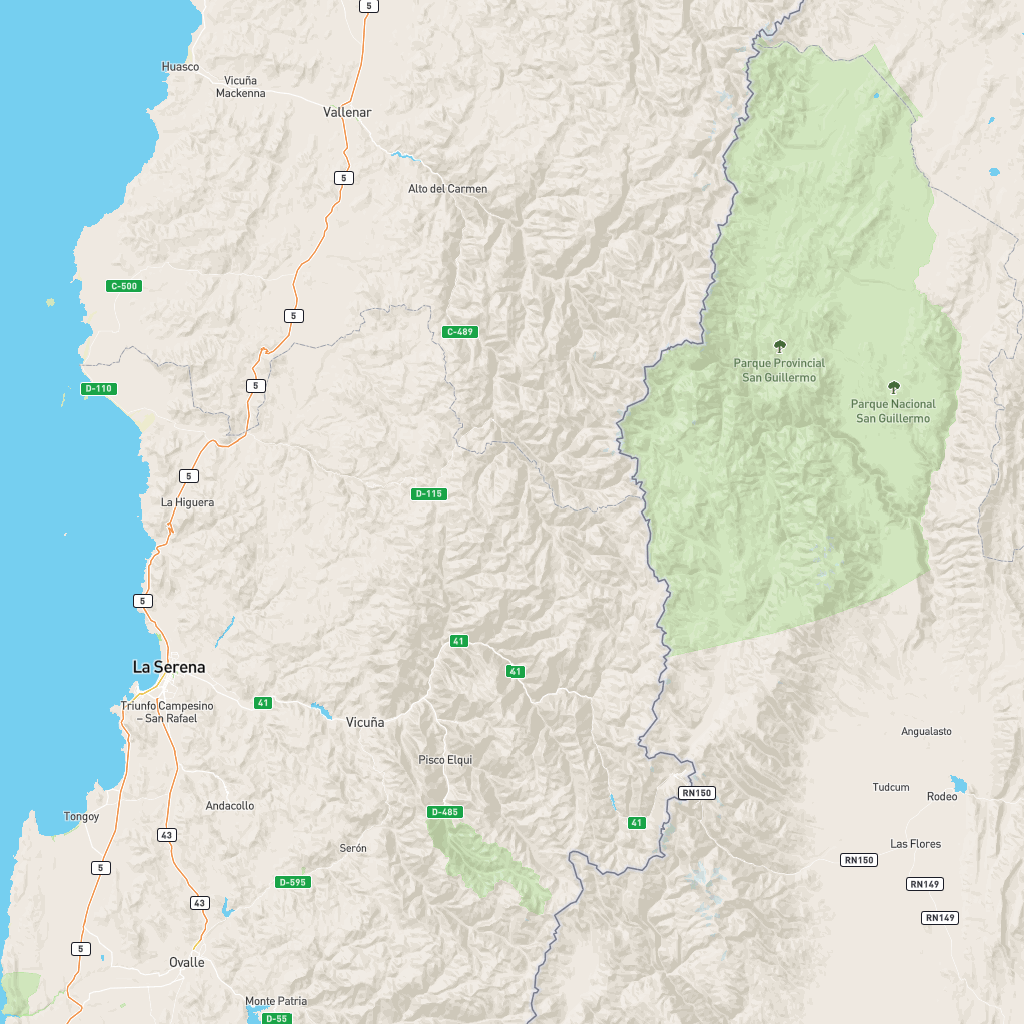 5
Huasco
Vicuña
Mackenna
Vallenar
5
Alto del Carmen
C-500
5
C-489
Parque Provincial
San Guillermo
5
D-110
Parque Nacional
San Guillermo
5
D-115
La Higuera
5
41
La Serena
41
41
Triunfo Campesino
– San Rafael
Vicuña
Angualasto
Pisco Elqui
Tudcum
RN150
Rodeo
Andacollo
D-485
Tongoy
41
43
Serón
Las Flores
RN150
5
D-595
RN149
43
RN149
5
Ovalle
Monte Patria
D-55